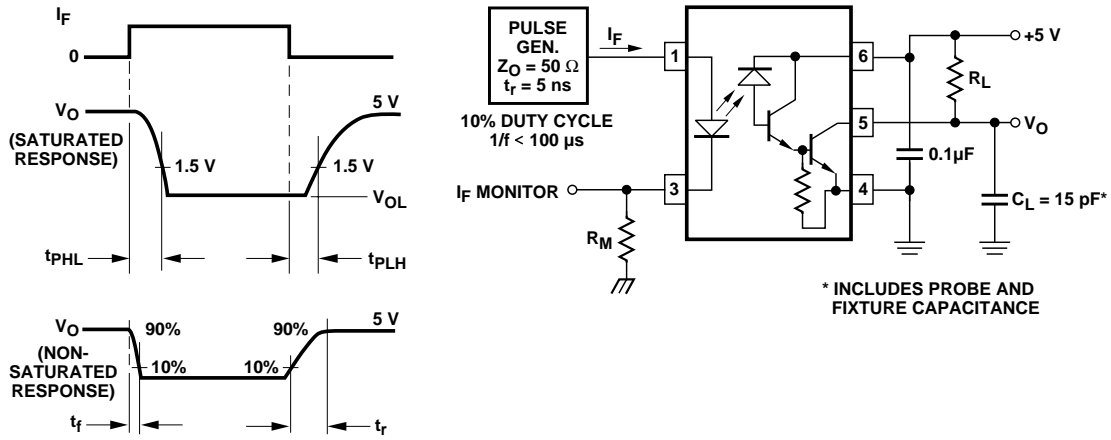 I_F
0
V_O
(SATURATED
RESPONSE)
5 V
1.5 V
1.5 V
V_OL
t_PHL
t_PLH
V_O
(NON-
SATURATED
RESPONSE)
90%
90%
5 V
10%
10%
t_f
t_r
PULSE
GEN.
Z_O = 50 Ω
t_r = 5 ns
I_F
10% DUTY CYCLE
1/f < 100 µs
I_F MONITOR
R_M
1
3
6
5
4
+5 V
R_L
V_O
0.1µF
C_L = 15 pF*
* INCLUDES PROBE AND
FIXTURE CAPACITANCE